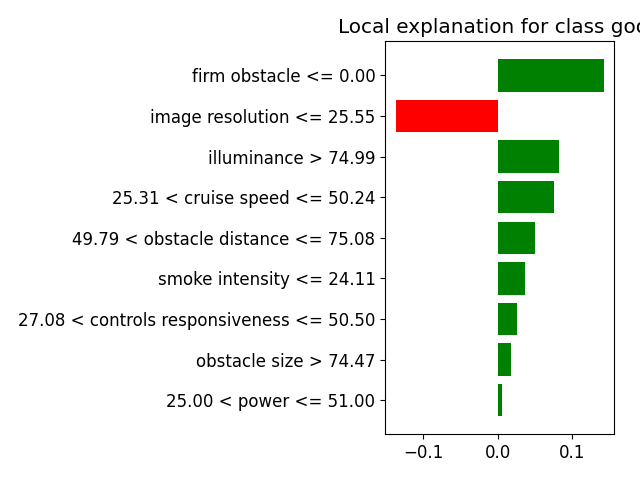 Local explanation for class goo
firm obstacle <= 0.00
image resolution <= 25.55
illuminance > 74.99
25.31 < cruise speed <= 50.24
49.79 < obstacle distance <= 75.08
smoke intensity <= 24.11
27.08 < controls responsiveness <= 50.50
obstacle size > 74.47
25.00 < power <= 51.00
−0.1 0.0 0.1